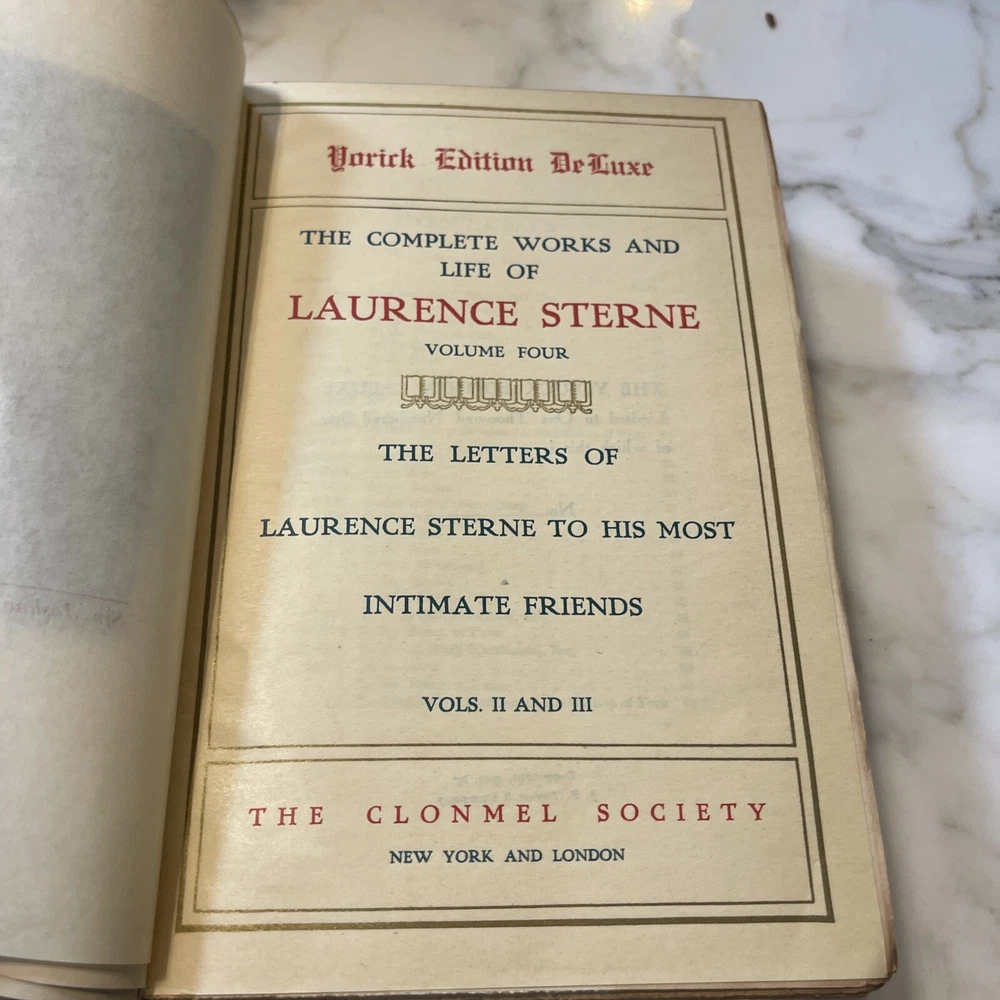 Yorick Edition DeLuxe
THE COMPLETE WORKS AND
LIFE OF
LAURENCE STERNE
VOLUME FOUR
THE LETTERS OF
LAURENCE STERNE TO HIS MOST
INTIMATE FRIENDS
VOLS. II AND III
THE CLONMEL SOCIETY
NEW YORK AND LONDON